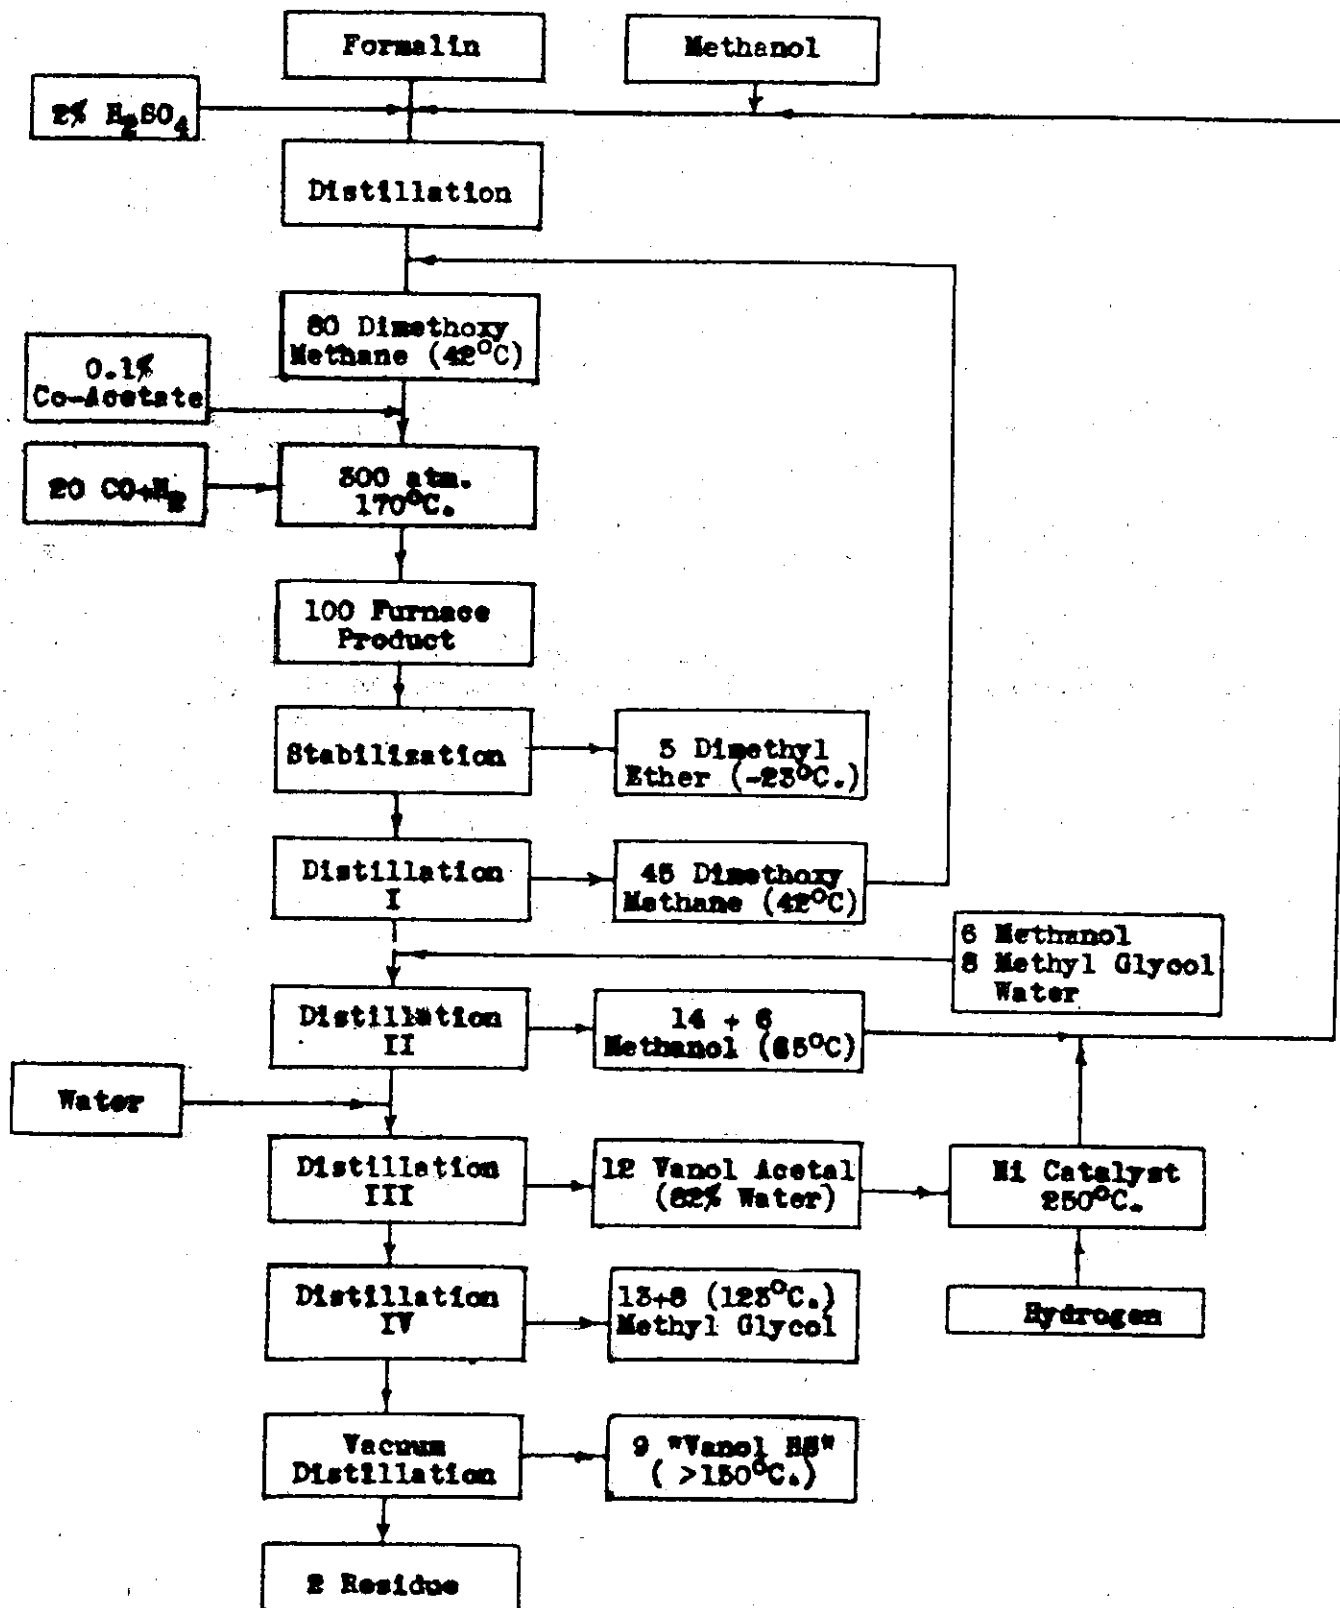 Formalin
Methanol
2% H2SO4
Distillation
80 Dimethoxy
Methane (42°C)
0.1%
Co-Acetate
20 CO+H2
300 atm.
170°C.
100 Furnace
Product
Stabilization
5 Dimethyl
Ether (-23°C.)
Distillation
I
45 Dimethoxy
Methane (42°C)
6 Methanol
8 Methyl Glycol
Water
Distillation
II
14 + 6
Methanol (65°C)
Water
Distillation
III
12 Vanol Acetal
(82% Water)
Ni Catalyst
250°C.
Distillation
IV
13+8 (123°C.)
Methyl Glycol
Hydrogen
Vacuum
Distillation
9 "Vanol
( >150°C.)
2 Residue